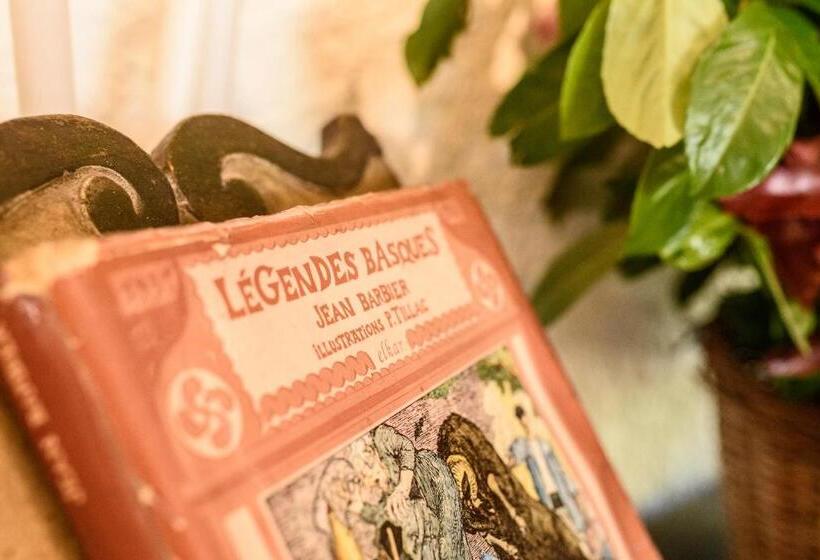 LÉGENDES BASQUES
JEAN BARBIER
ILLUSTRATIONS P. TILLAC
elkar